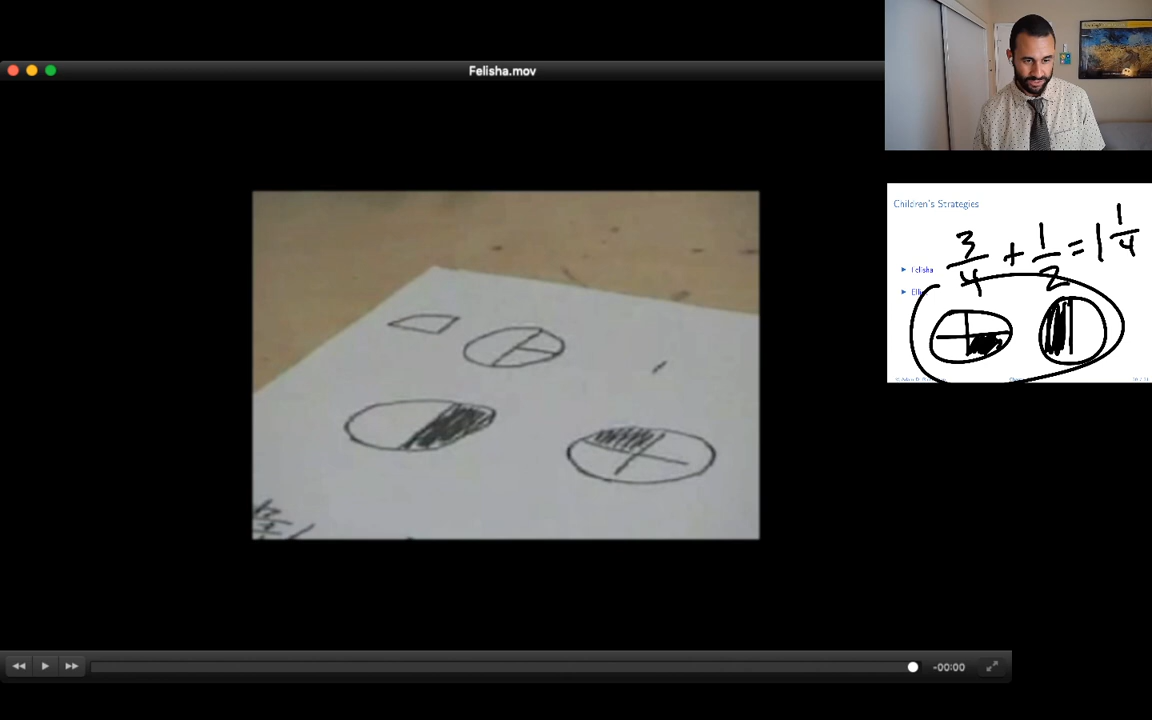 Felisha.mov
Children's Strategies
3/4 + 1/2 = 1 1/4
Felisha
-00:00